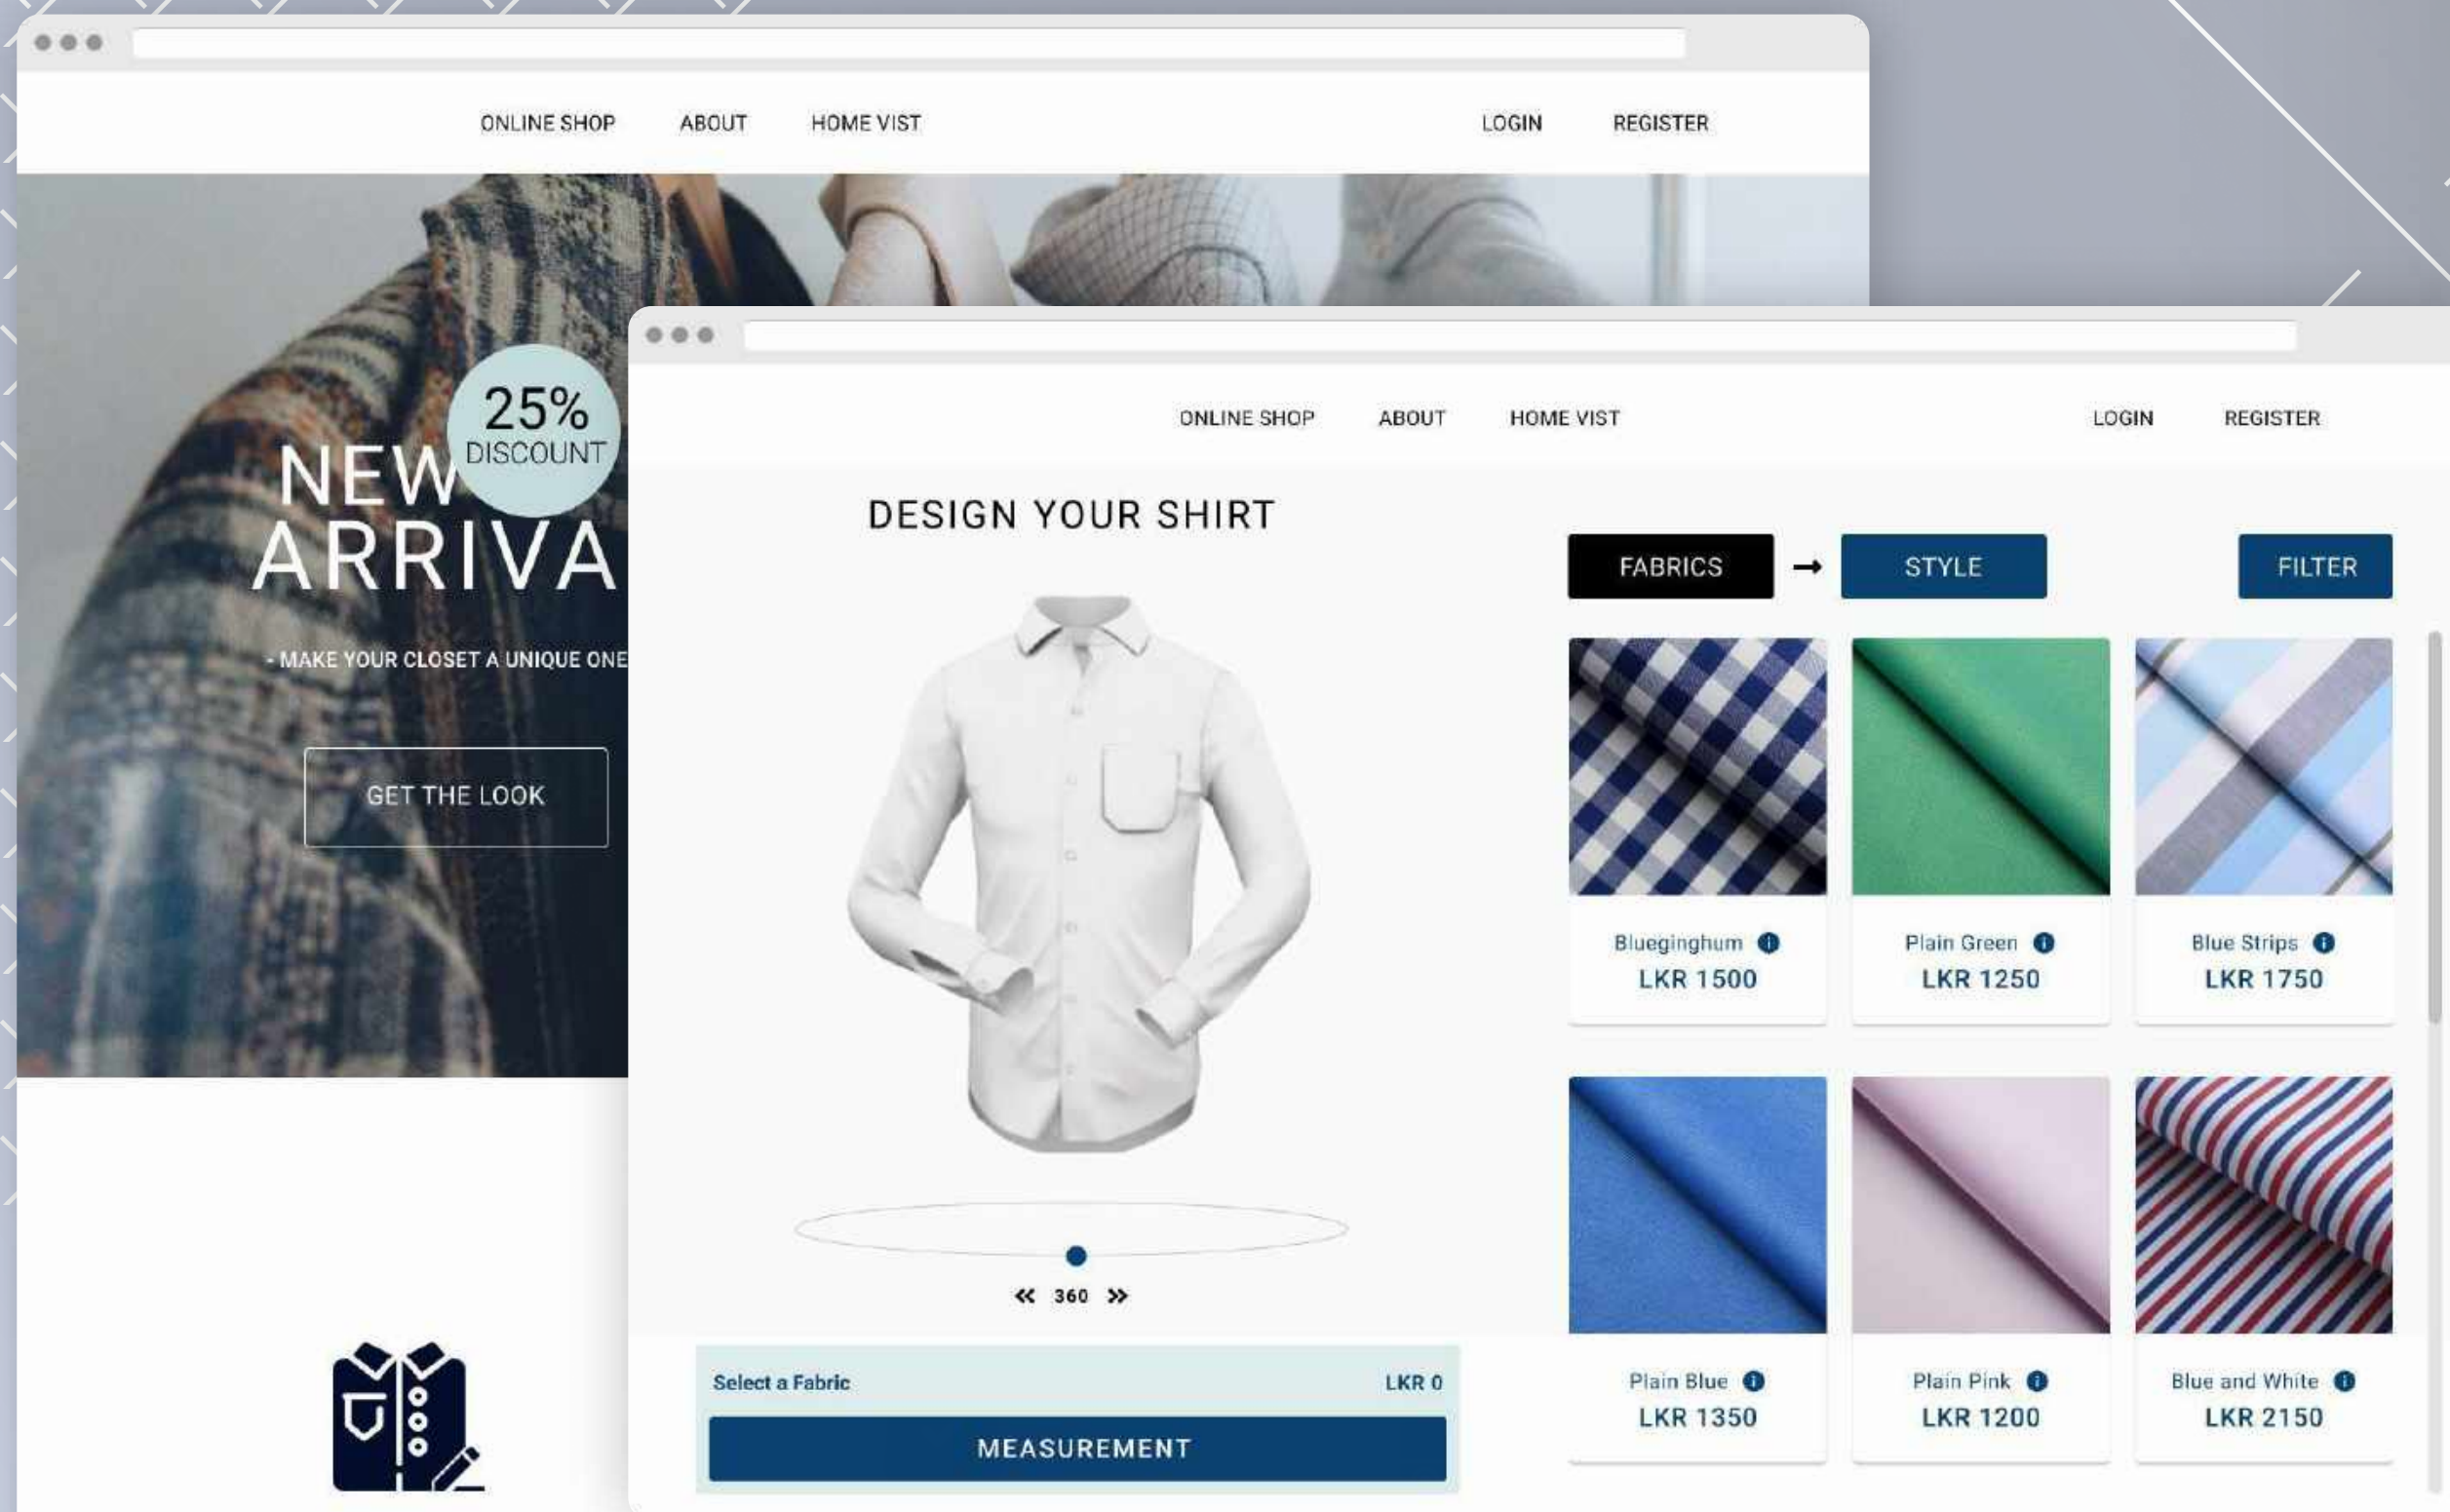 ONLINE SHOP ABOUT HOME VIST LOGIN REGISTER
25%
DISCOUNT
NEW
ARRIVA
- MAKE YOUR CLOSET A UNIQUE ONE
GET THE LOOK
ONLINE SHOP ABOUT HOME VIST LOGIN REGISTER
DESIGN YOUR SHIRT
360
Select a Fabric LKR 0
MEASUREMENT
FABRICS STYLE FILTER
Blueginghum Plain Green Blue Strips
LKR 1500 LKR 1250 LKR 1750
Plain Blue Plain Pink Blue and White
LKR 1350 LKR 1200 LKR 2150